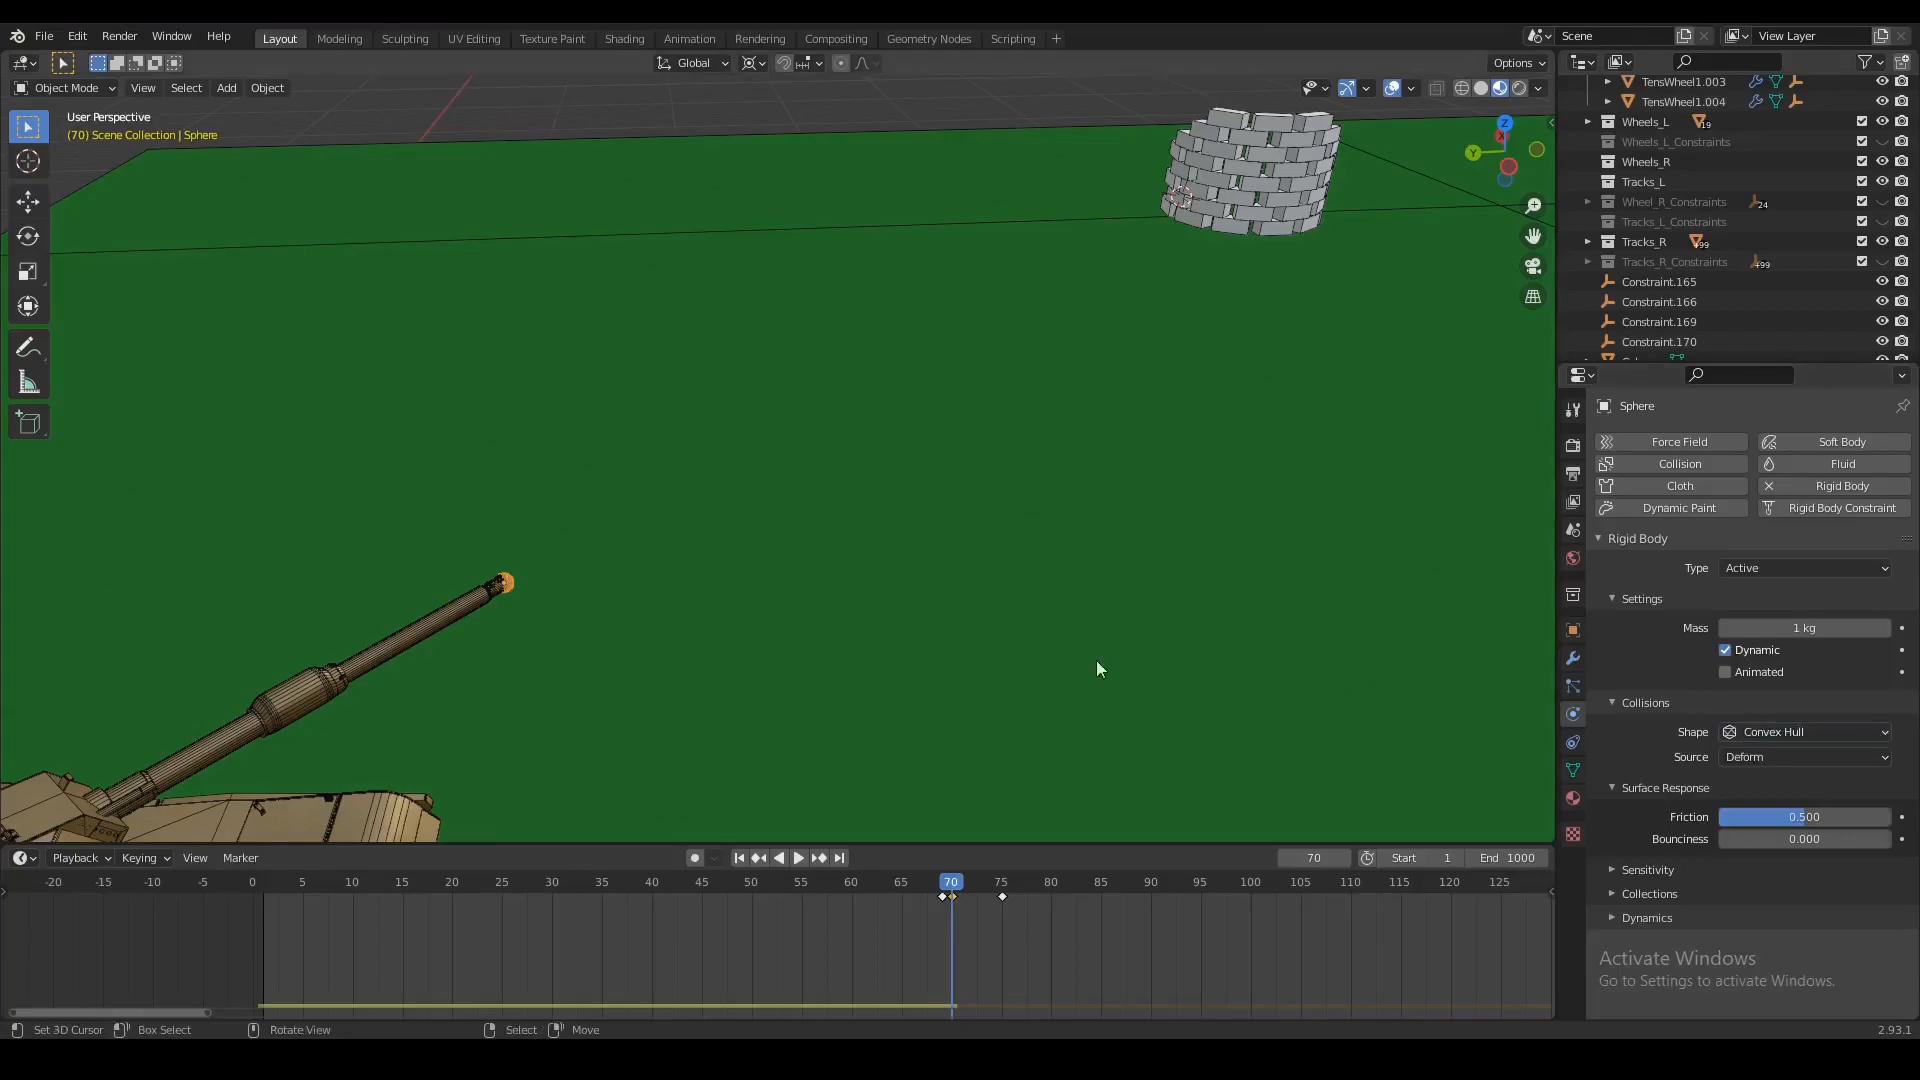 File Edit Render Window Help Layout Modeling Sculpting UV Editing Texture Paint Shading Animation Rendering Compositing Geometry Nodes Scripting + Scene View Layer
Global Options
Object Mode View Select Add Object
User Perspective
(70) Scene Collection | Sphere
Z
X
Y
TensWheel1.003
TensWheel1.004
Wheels_L 19
Wheels_L_Constraints
Wheels_R
Tracks_L
Wheel_R_Constraints 24
Tracks_L_Constraints
Tracks_R +99
Tracks_R_Constraints +99
Constraint.165
Constraint.166
Constraint.169
Constraint.170
Sphere
Force Field Soft Body
Collision Fluid
Cloth Rigid Body
Dynamic Paint Rigid Body Constraint
Rigid Body
Type Active
Settings
Mass 1 kg
Dynamic
Animated
Collisions
Shape Convex Hull
Source Deform
Surface Response
Friction 0.500
Bounciness 0.000
Sensitivity
Collections
Dynamics
Activate Windows
Go to Settings to activate Windows.
Playback Keying View Marker 70 Start 1 End 1000
-20 -15 -10 -5 0 5 10 15 20 25 30 35 40 45 50 55 60 65 70 75 80 85 90 95 100 105 110 115 120 125
Set 3D Cursor Box Select Rotate View Select Move 2.93.1